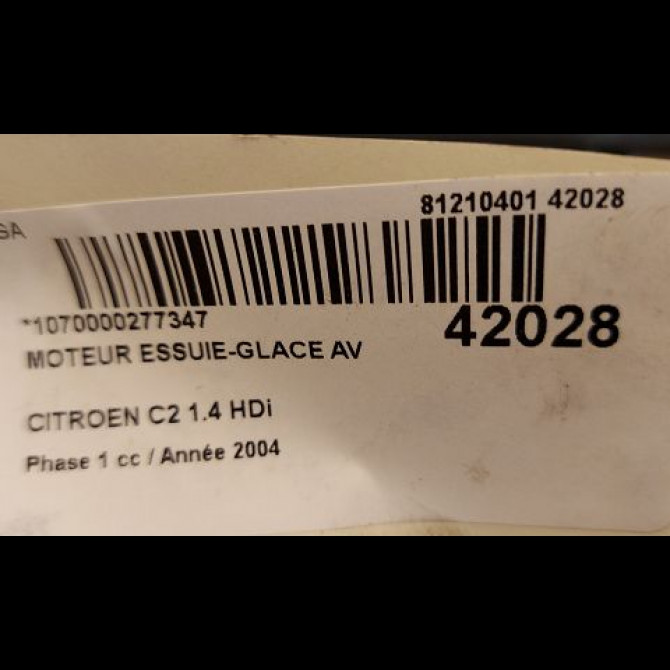 81210401 42028
*1070000277347
42028
MOTEUR ESSUIE-GLACE AV
CITROEN C2 1.4 HDi
Phase 1 cc / Année 2004